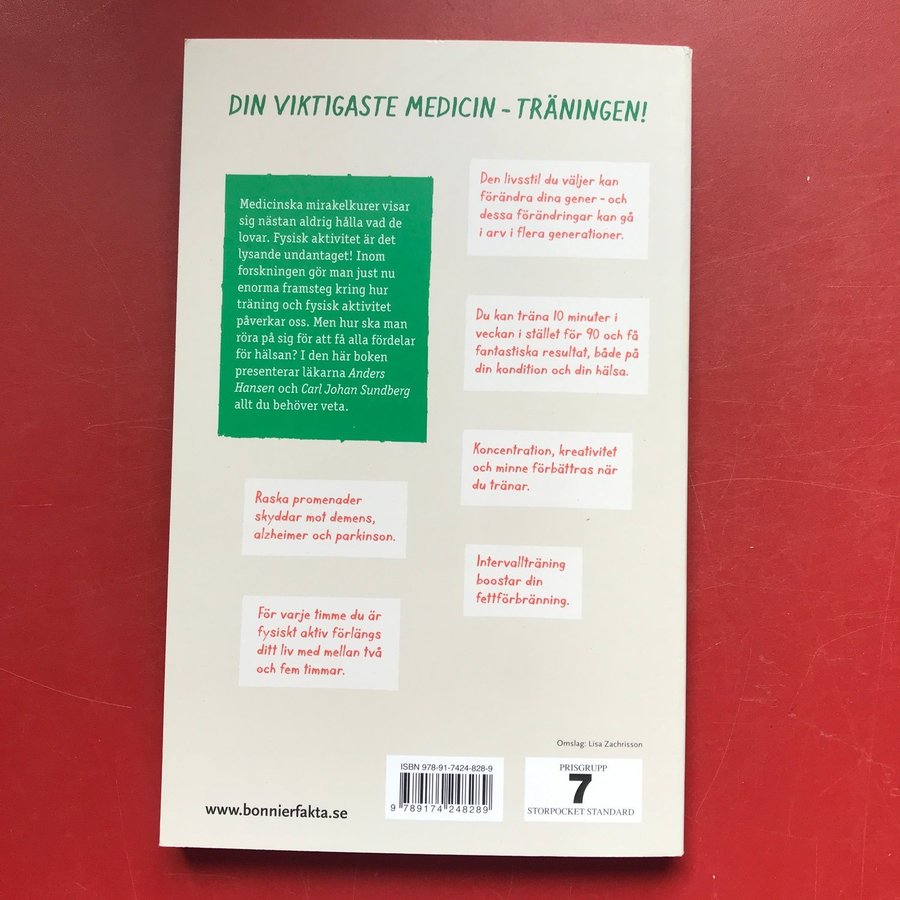 DIN VIKTIGASTE MEDICIN – TRÄNINGEN!
Medicinska mirakelkurer visar
sig nästan aldrig hålla vad de
lovar. Fysisk aktivitet är det
lysande undantaget! Inom
forskningen gör man just nu
enorma framsteg kring hur
träning och fysisk aktivitet
påverkar oss. Men hur ska man
röra på sig för att få alla fördelar
för hälsan? I den här boken
presenterar läkarna Anders
Hansen och Carl Johan Sundberg
allt du behöver veta.
Raska promenader
skyddar mot demens,
alzheimer och parkinson.
För varje timme du är
fysiskt aktiv förlängs
ditt liv med mellan två
och fem timmar.
Den livsstil du väljer kan
förändra dina gener – och
dessa förändringar kan gå
i arv i flera generationer.
Du kan träna 10 minuter i
veckan i stället för 90 och få
fantastiska resultat, både på
din kondition och din hälsa.
Koncentration, kreativitet
och minne förbättras när
du tränar.
Intervallträning
boostar din
fettförbränning.
Omslag: Lisa Zachrisson
www.bonnierfakta.se
ISBN 978-91-7424-828-9
9 789174 248289
PRISGRUPP
7
STORPOCKET STANDARD